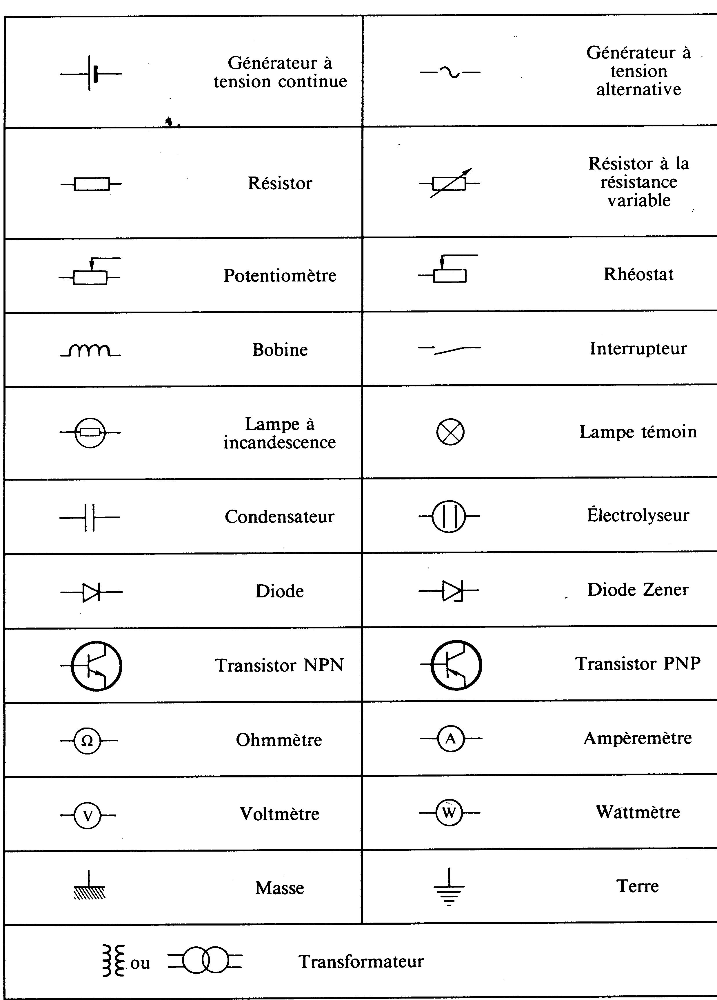 Générateur à
tension continue
Générateur à
tension
alternative
Résistor
Résistor à la
résistance
variable
Potentiomètre
Rhéostat
Bobine
Interrupteur
Lampe à
incandescence
Lampe témoin
Condensateur
Électrolyseur
Diode
Diode Zener
Transistor NPN
Transistor PNP
Ω
Ohmmètre
A
Ampèremètre
V
Voltmètre
W
Wattmètre
Masse
Terre
ou
Transformateur